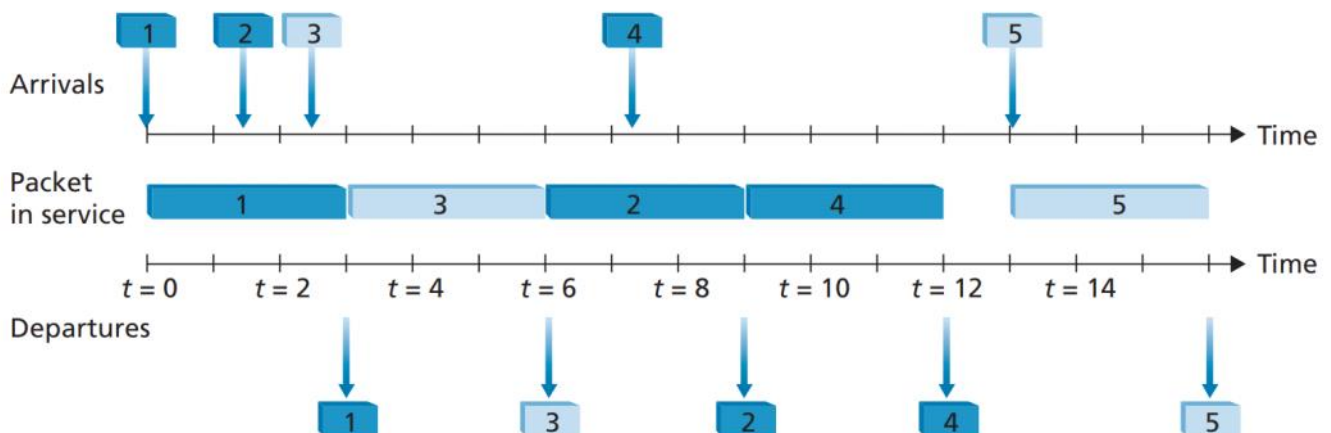 1 2 3 4 5
Arrivals
Time
Packet
in service
1 3 2 4 5
Time
t = 0 t = 2 t = 4 t = 6 t = 8 t = 10 t = 12 t = 14
Departures
1 3 2 4 5